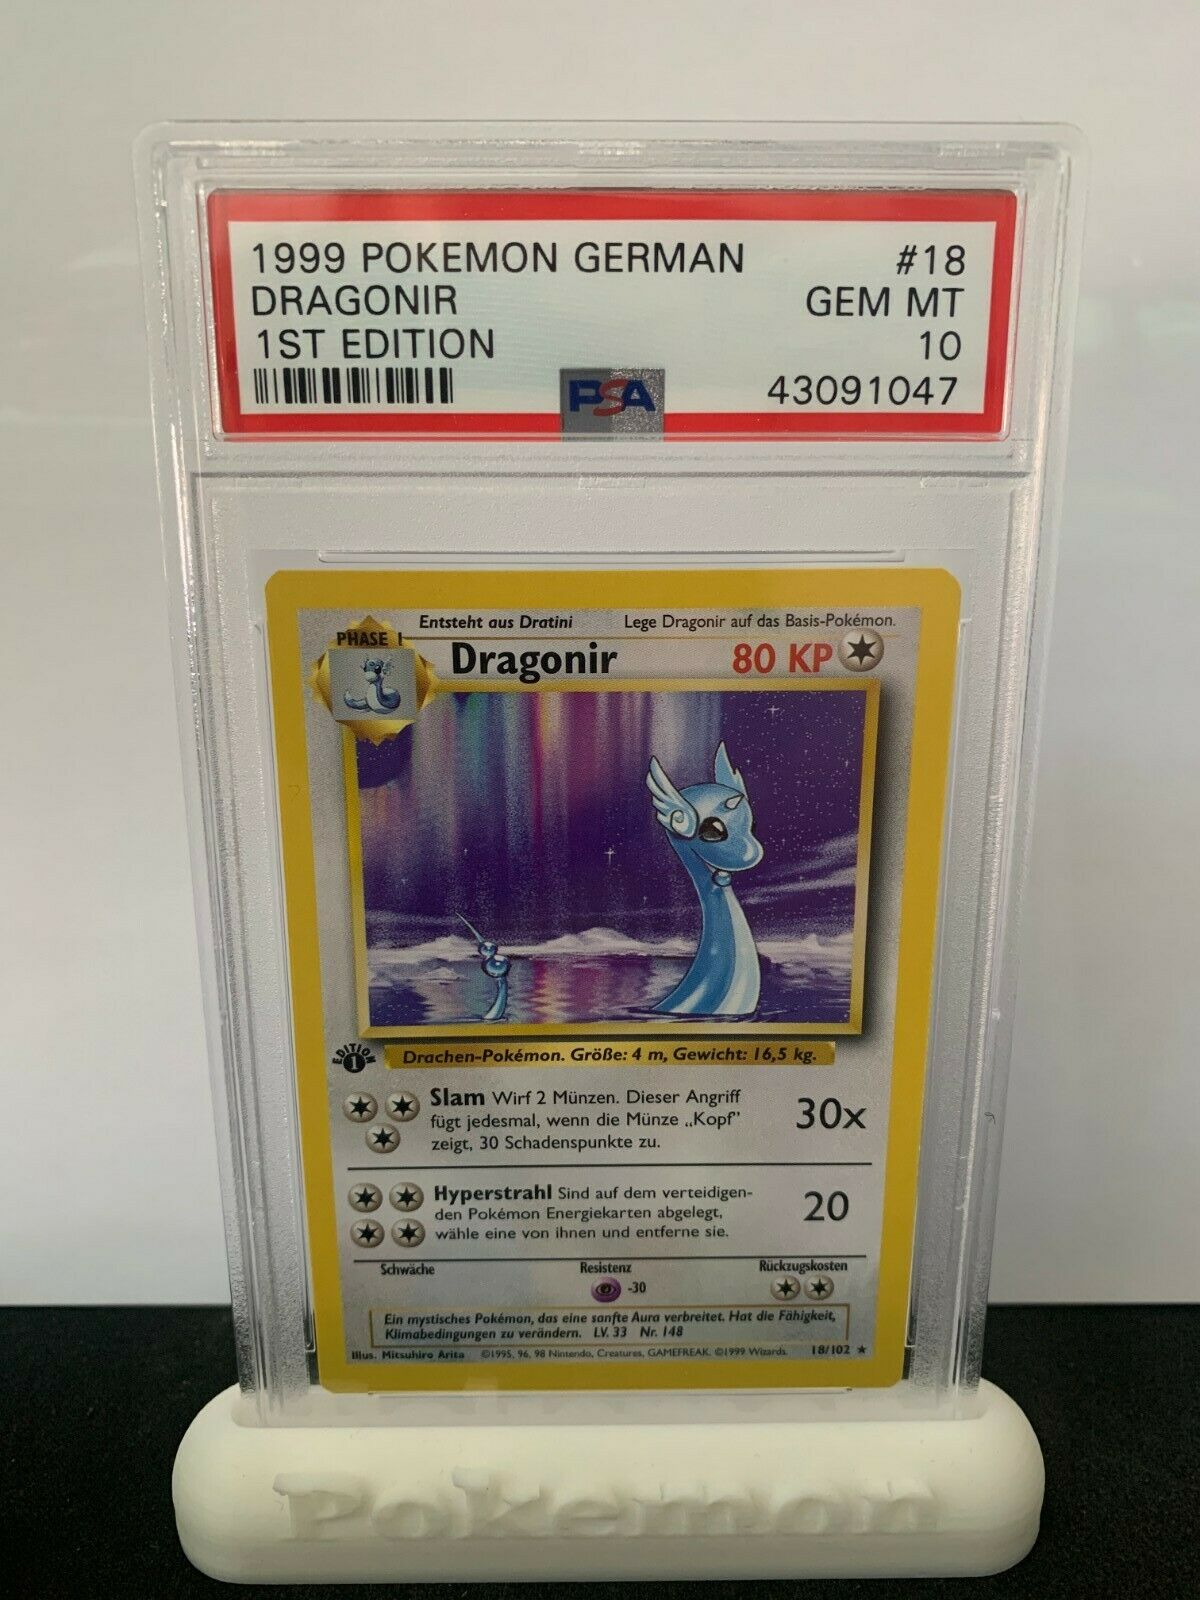 1999 POKEMON GERMAN #18
DRAGONIR GEM MT
1ST EDITION 10
PSA 43091047
Entsteht aus Dratini Lege Dragonir auf das Basis-Pokémon.
PHASE 1
Dragonir 80 KP
EDITION 1
Drachen-Pokémon. Größe: 4 m, Gewicht: 16,5 kg.
Slam Wirf 2 Münzen. Dieser Angriff
fügt jedesmal, wenn die Münze „Kopf”
zeigt, 30 Schadenspunkte zu.
30x
Hyperstrahl Sind auf dem verteidigen-
den Pokémon Energiekarten abgelegt,
wähle eine von ihnen und entferne sie.
20
Schwäche Resistenz Rückzugskosten
-30
Ein mystisches Pokémon, das eine sanfte Aura verbreitet. Hat die Fähigkeit,
Klimabedingungen zu verändern. LV. 33 Nr. 148
Illus. Mitsuhiro Arita ©1995, 96, 98 Nintendo, Creatures, GAMEFREAK. ©1999 Wizards. 18/102 ★
Pokemon